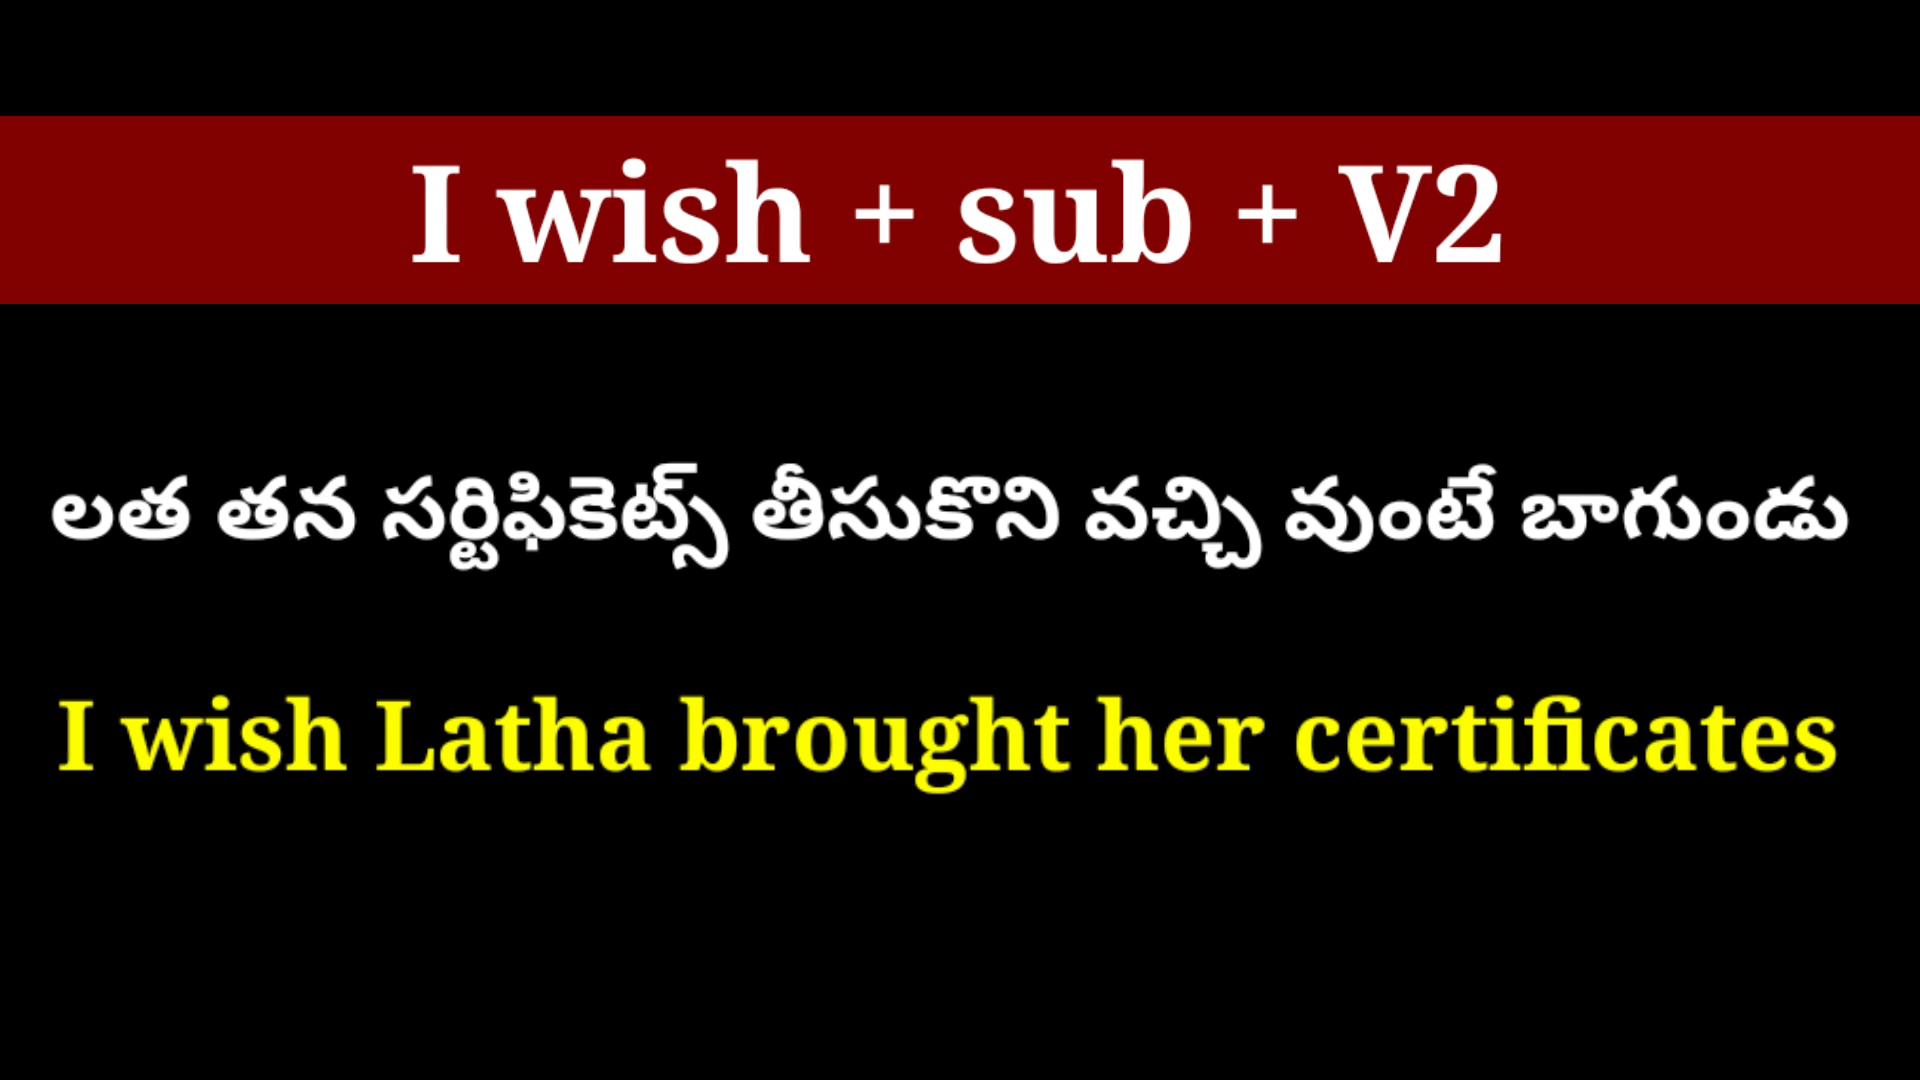 I wish + sub + V2
లత తన సర్టిఫికెట్స్ తీసుకొని వచ్చి వుంటే బాగుండు
I wish Latha brought her certificates